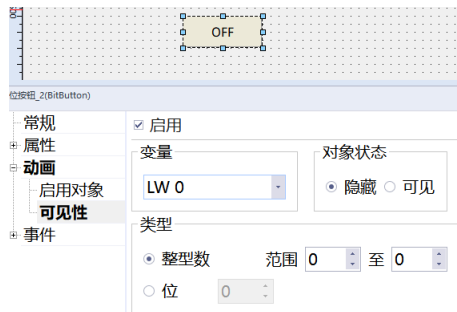 OFF
位按钮_2(BitButton)
常规
属性
动画
启用对象
可见性
事件
启用
变量
LW 0
对象状态
隐藏 可见
类型
整型数 范围 0 至 0
位 0